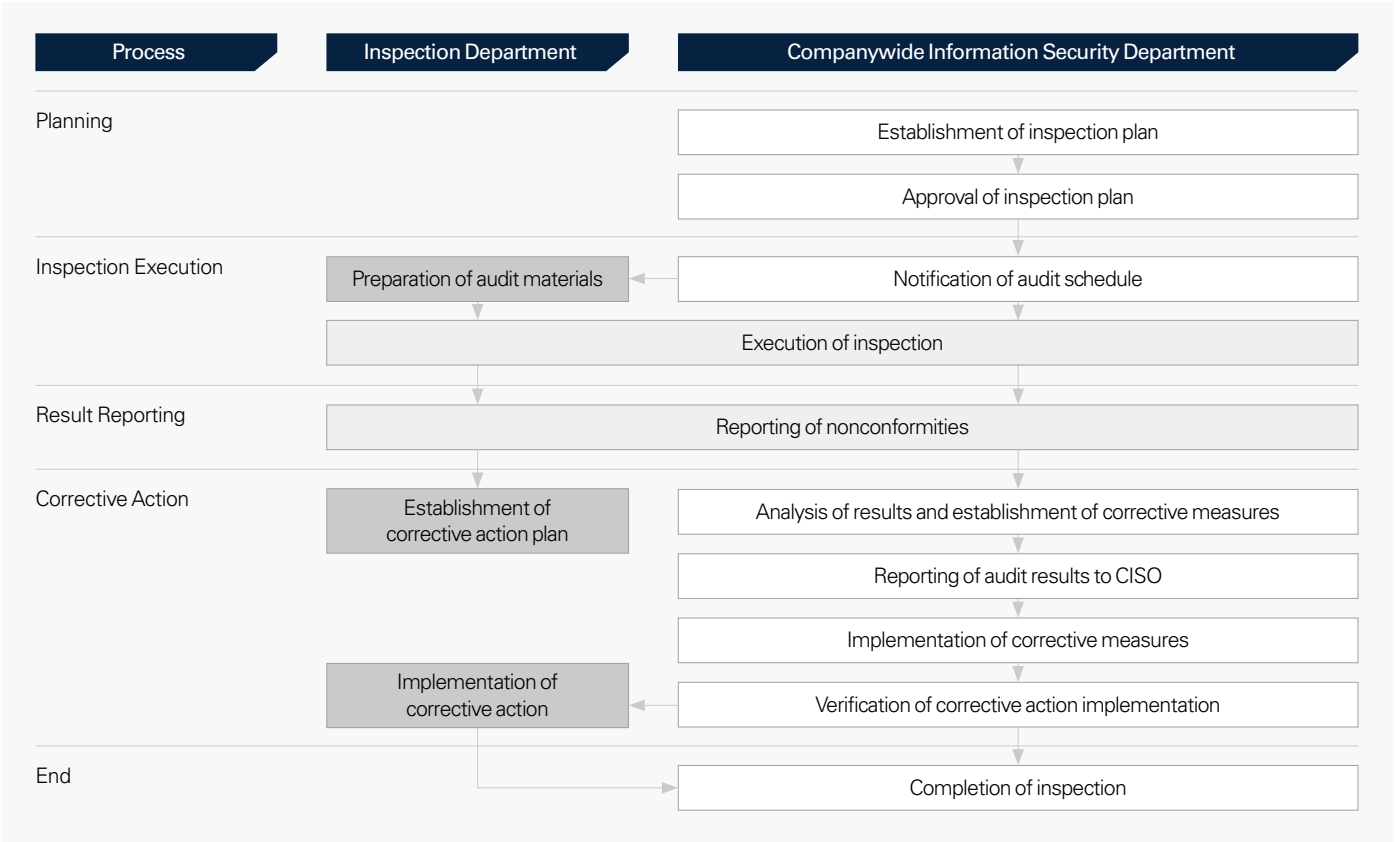 Process
Inspection Department
Companywide Information Security Department
Planning
Establishment of inspection plan
Approval of inspection plan
Inspection Execution
Preparation of audit materials
Notification of audit schedule
Execution of inspection
Result Reporting
Reporting of nonconformities
Corrective Action
Establishment of
corrective action plan
Analysis of results and establishment of corrective measures
Reporting of audit results to CISO
Implementation of corrective measures
Implementation of
corrective action
Verification of corrective action implementation
End
Completion of inspection